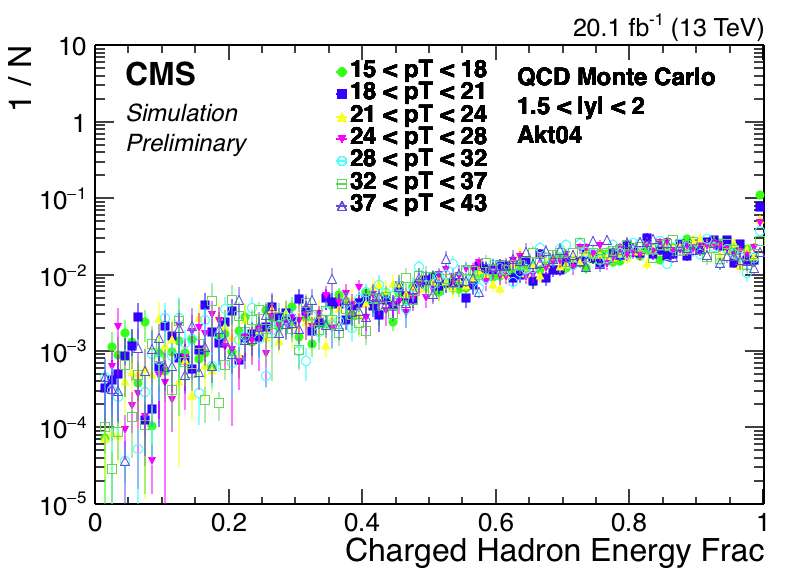 20.1 fb⁻¹ (13 TeV)
1 / N
CMS
Simulation
Preliminary
15 < pT < 18
18 < pT < 21
21 < pT < 24
24 < pT < 28
28 < pT < 32
32 < pT < 37
37 < pT < 43
QCD Monte Carlo
1.5 < |y| < 2
Akt04
10
1
10⁻¹
10⁻²
10⁻³
10⁻⁴
10⁻⁵
0 0.2 0.4 0.6 0.8 1
Charged Hadron Energy Frac